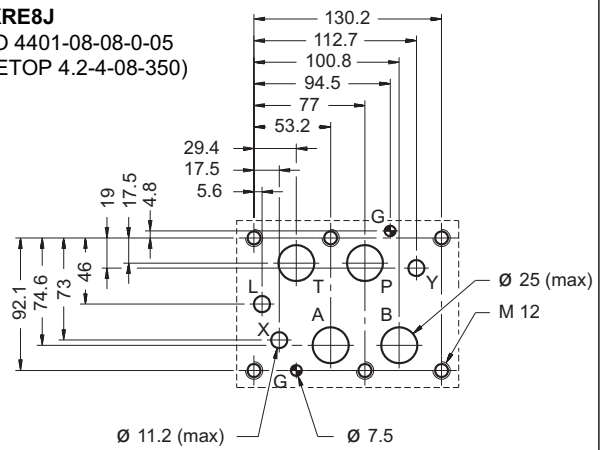 XRE8J
O 4401-08-08-0-05
ETOP 4.2-4-08-350)
130.2
112.7
100.8
94.5
77
53.2
29.4
17.5
5.6
4.8
17.5
19
G
46
73
74.6
92.1
L
T
P
Y
X
A
B
G
Ø 25 (max)
M 12
Ø 11.2 (max)
Ø 7.5